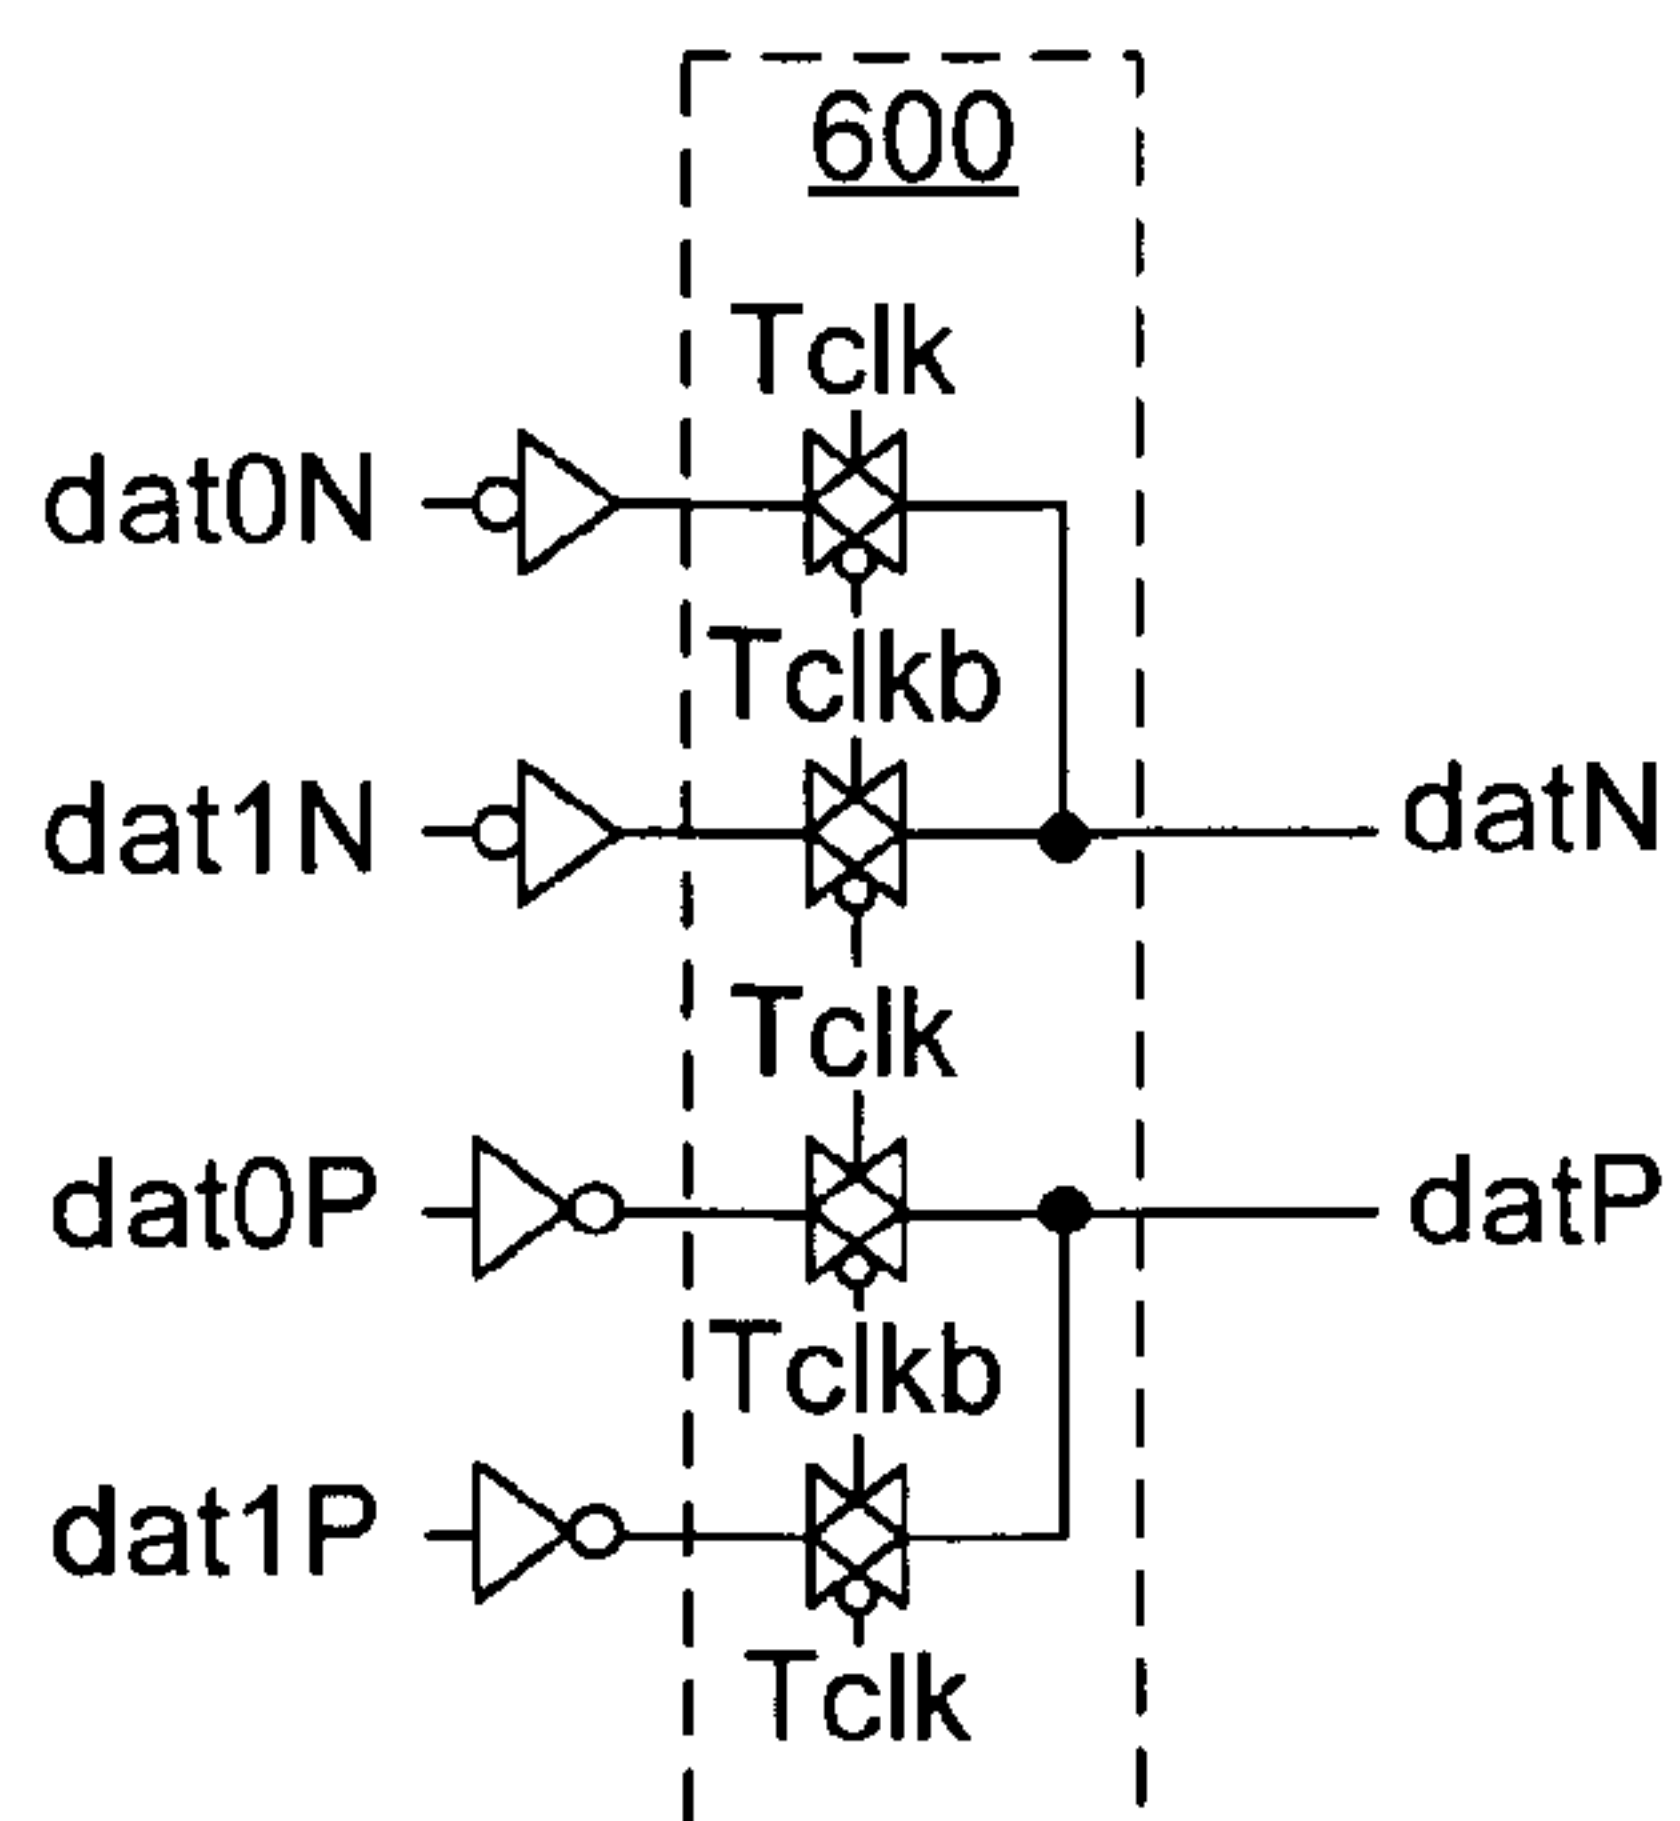 600
Tclk
dat0N
Tclkb
dat1N
datN
Tclk
dat0P
datP
Tclkb
dat1P
Tclk